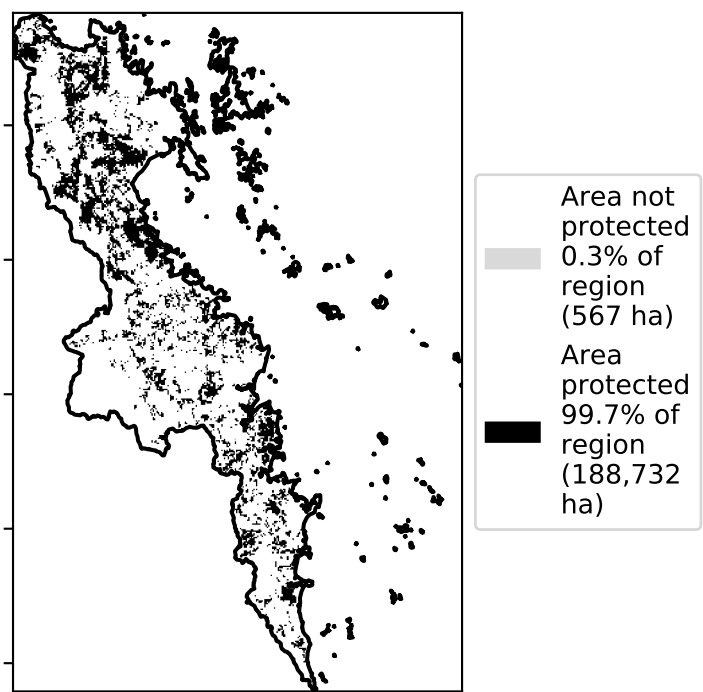 Area not
protected
0.3% of
region
(567 ha)
Area
protected
99.7% of
region
(188,732
ha)